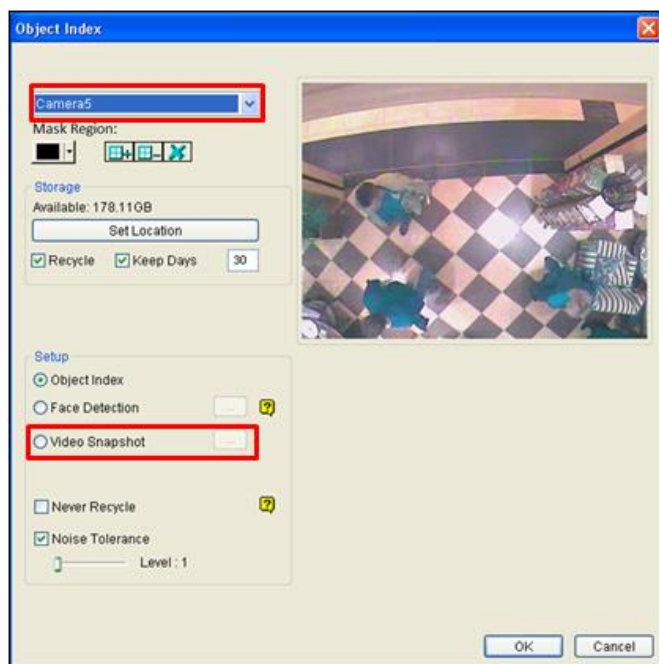 Object Index
Camera5
Mask Region:
Storage
Available: 178.11GB
Set Location
Recycle Keep Days 30
Setup
Object Index
Face Detection ... ?
Video Snapshot ...
Never Recycle ?
Noise Tolerance
Level : 1
OK Cancel